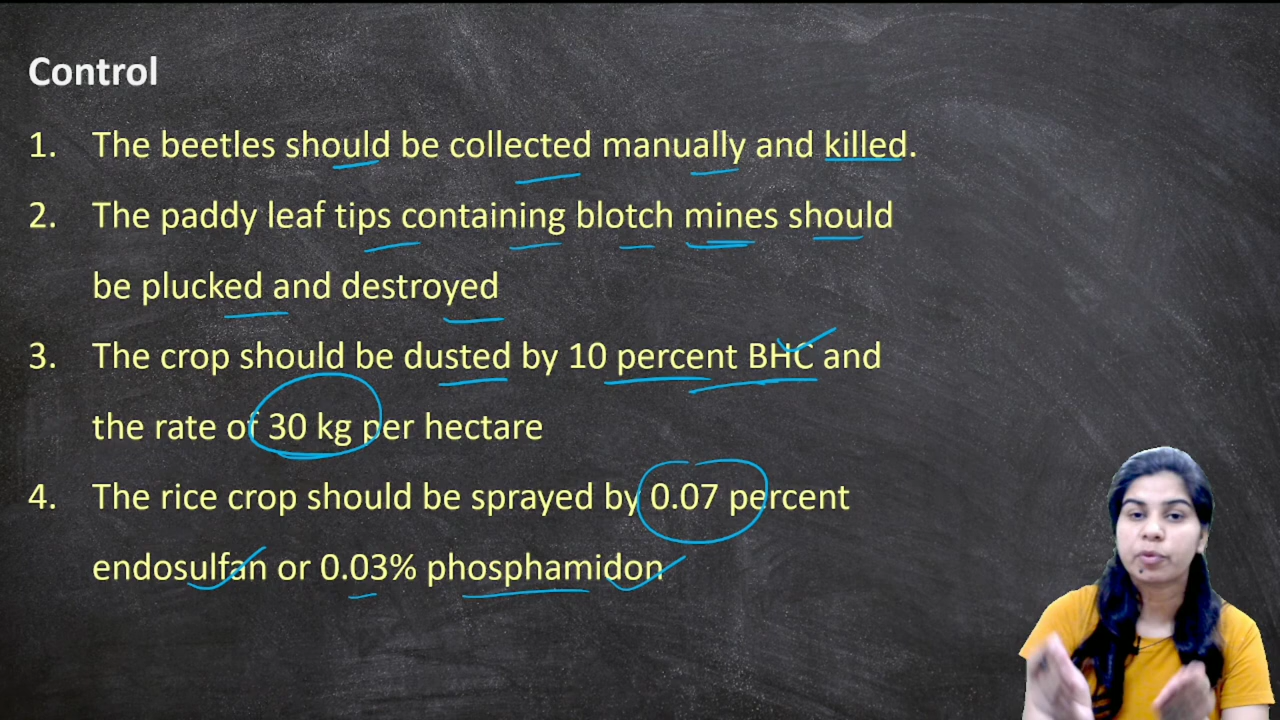 Control
1. The beetles should be collected manually and killed.
2. The paddy leaf tips containing blotch mines should
be plucked and destroyed
3. The crop should be dusted by 10 percent BHC and
the rate of 30 kg per hectare
4. The rice crop should be sprayed by 0.07 percent
endosulfan or 0.03% phosphamidon